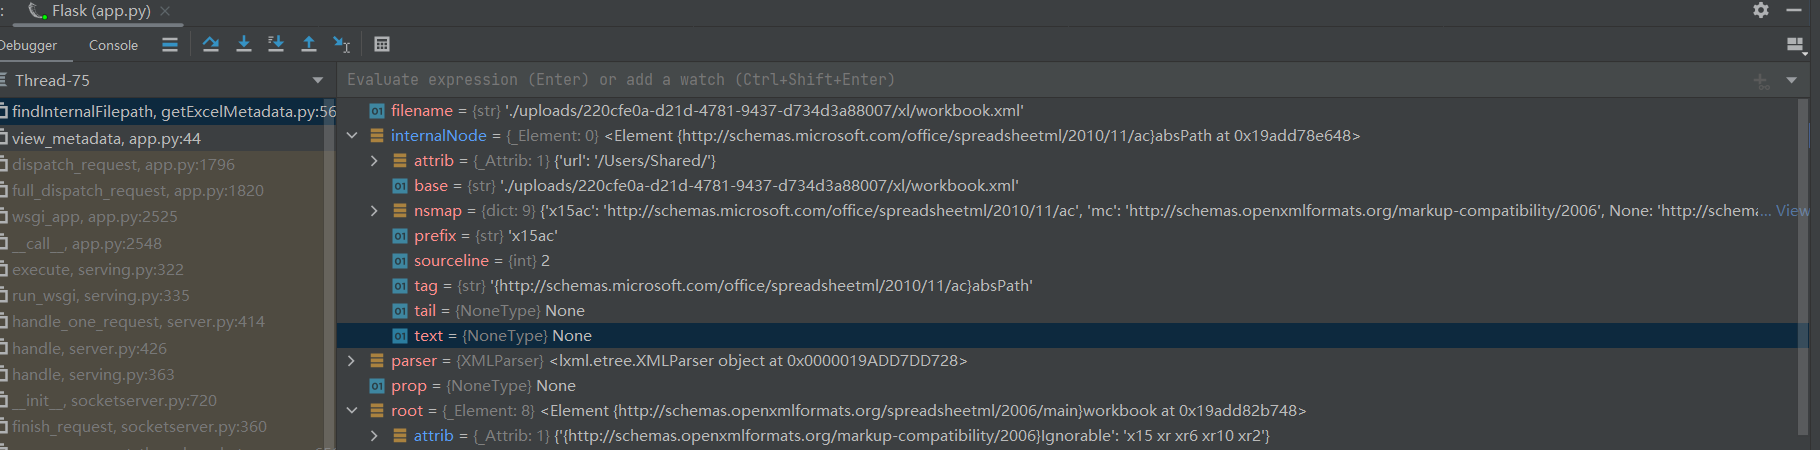 : Flask (app.py)
Debugger Console
Thread-75
Evaluate expression (Enter) or add a watch (Ctrl+Shift+Enter)
findInternalFilepath, getExcelMetadata.py:56
view_metadata, app.py:44
dispatch_request, app.py:1796
full_dispatch_request, app.py:1820
wsgi_app, app.py:2525
__call__, app.py:2548
execute, serving.py:322
run_wsgi, serving.py:335
handle_one_request, server.py:414
handle, server.py:426
handle, serving.py:363
__init__, socketserver.py:720
finish_request, socketserver.py:360
filename = {str} './uploads/220cfe0a-d21d-4781-9437-d734d3a88007/xl/workbook.xml'
internalNode = {_Element: 0} <Element {http://schemas.microsoft.com/office/spreadsheetml/2010/11/ac}absPath at 0x19add78e648>
attrib = {_Attrib: 1} {'url': '/Users/Shared/'}
base = {str} './uploads/220cfe0a-d21d-4781-9437-d734d3a88007/xl/workbook.xml'
nsmap = {dict: 9} {'x15ac': 'http://schemas.microsoft.com/office/spreadsheetml/2010/11/ac', 'mc': 'http://schemas.openxmlformats.org/markup-compatibility/2006', None: 'http://schema... View
prefix = {str} 'x15ac'
sourceline = {int} 2
tag = {str} '{http://schemas.microsoft.com/office/spreadsheetml/2010/11/ac}absPath'
tail = {NoneType} None
text = {NoneType} None
parser = {XMLParser} <lxml.etree.XMLParser object at 0x0000019ADD7DD728>
prop = {NoneType} None
root = {_Element: 8} <Element {http://schemas.openxmlformats.org/spreadsheetml/2006/main}workbook at 0x19add82b748>
attrib = {_Attrib: 1} {'{http://schemas.openxmlformats.org/markup-compatibility/2006}Ignorable': 'x15 xr xr6 xr10 xr2'}